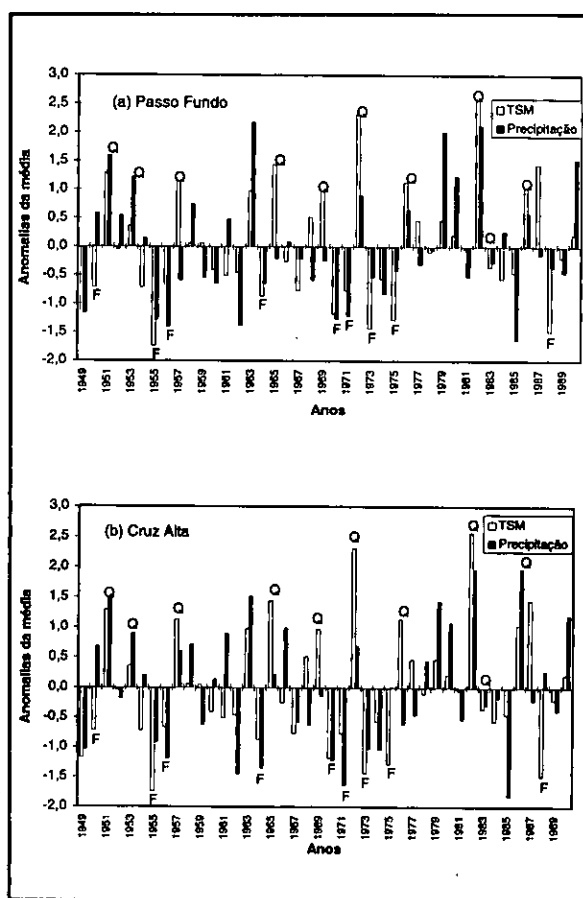 3,0
(a) Passo Fundo
TSM
Precipitação
2,5
2,0
1,5
1,0
0,5
0,0
-0,5
-1,0
-1,5
-2,0
Anomalias da média
Q Q Q Q Q Q Q Q Q Q
F F F F F F F F
1949 1951 1953 1955 1957 1959 1961 1963 1965 1967 1969 1971 1973 1975 1977 1979 1981 1983 1985 1987 1989
Anos
3,0
(b) Cruz Alta
TSM
Precipitação
2,5
2,0
1,5
1,0
0,5
0,0
-0,5
-1,0
-1,5
-2,0
Anomalias da média
Q Q Q Q Q Q Q Q Q Q
F F F F F F F F F
1949 1951 1953 1955 1957 1959 1961 1963 1965 1967 1969 1971 1973 1975 1977 1979 1981 1983 1985 1987 1989
Anos